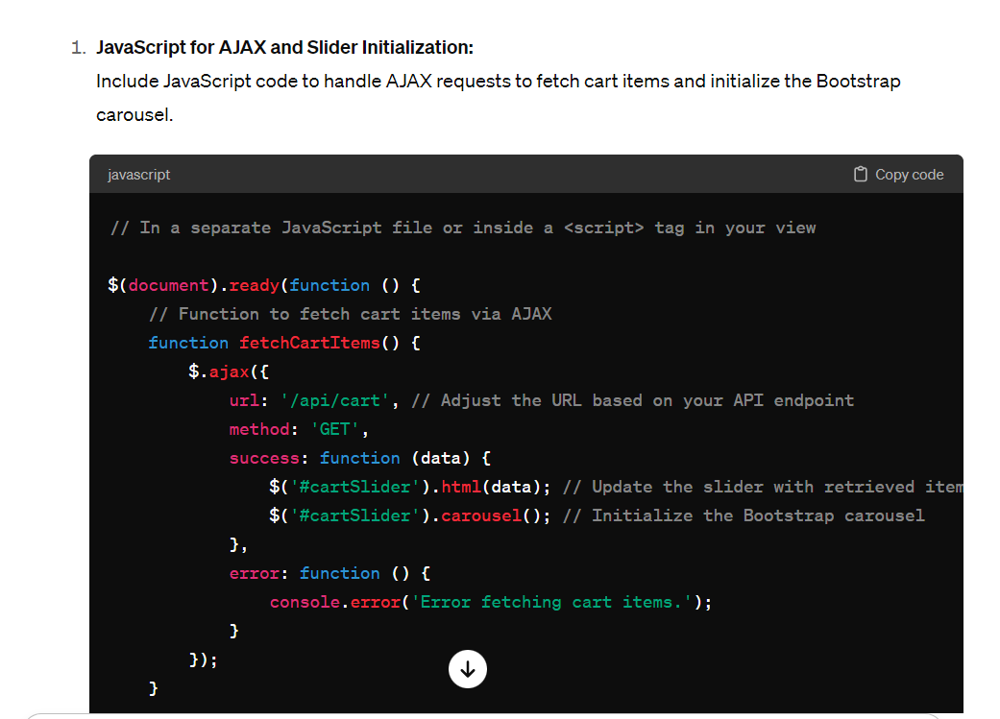 1. JavaScript for AJAX and Slider Initialization:
Include JavaScript code to handle AJAX requests to fetch cart items and initialize the Bootstrap
carousel.
javascript
Copy code
// In a separate JavaScript file or inside a <script> tag in your view
$(document).ready(function () {
// Function to fetch cart items via AJAX
function fetchCartItems() {
$.ajax({
url: '/api/cart', // Adjust the URL based on your API endpoint
method: 'GET',
success: function (data) {
$('#cartSlider').html(data); // Update the slider with retrieved item
$('#cartSlider').carousel(); // Initialize the Bootstrap carousel
},
error: function () {
console.error('Error fetching cart items.');
}
});
}